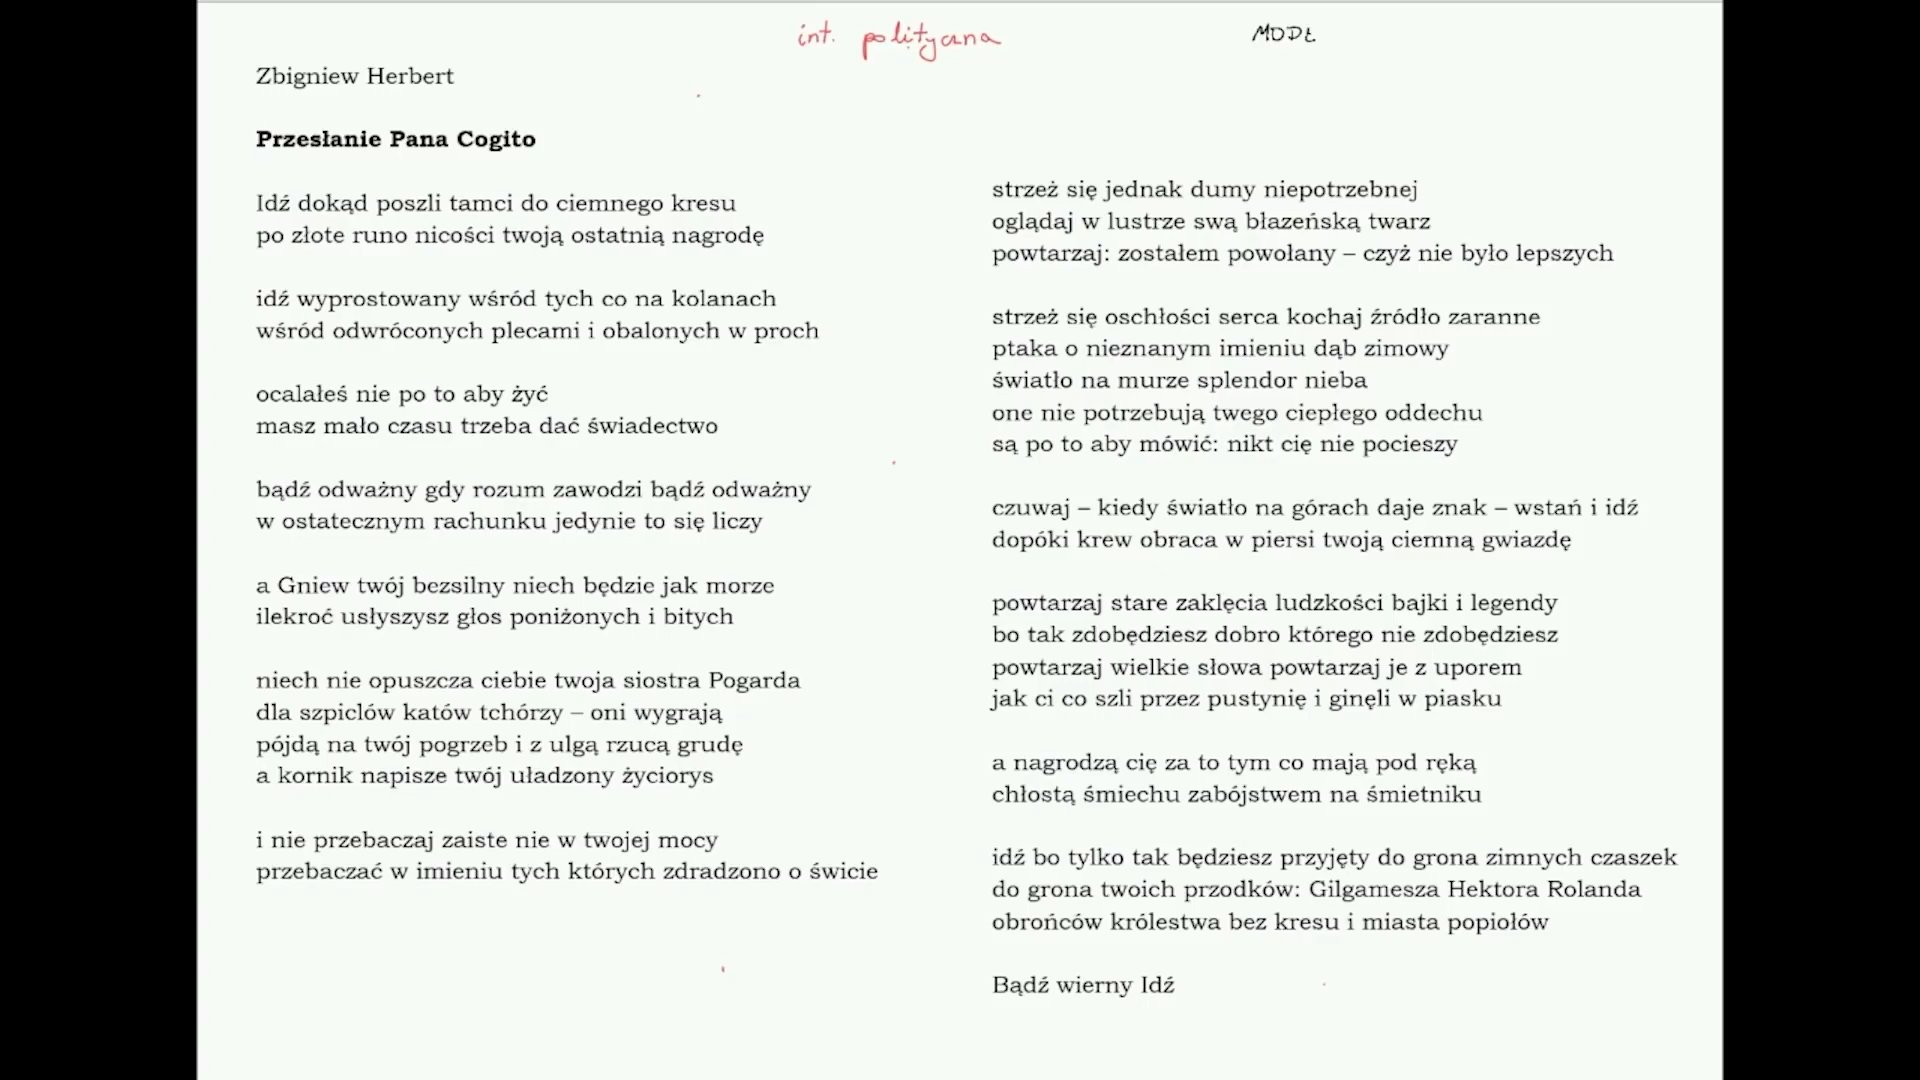 int. polityczna
MODŁ
Zbigniew Herbert
Przesłanie Pana Cogito
Idź dokąd poszli tamci do ciemnego kresu
po złote runo nicości twoją ostatnią nagrodę
idź wyprostowany wśród tych co na kolanach
wśród odwróconych plecami i obalonych w proch
ocalałeś nie po to aby żyć
masz mało czasu trzeba dać świadectwo
bądź odważny gdy rozum zawodzi bądź odważny
w ostatecznym rachunku jedynie to się liczy
a Gniew twój bezsilny niech będzie jak morze
ilekroć usłyszysz głos poniżonych i bitych
niech nie opuszcza ciebie twoja siostra Pogarda
dla szpiclów katów tchórzy – oni wygrają
pójdą na twój pogrzeb i z ulgą rzucą grudę
a kornik napisze twój uładzony życiorys
i nie przebaczaj zaiste nie w twojej mocy
przebaczać w imieniu tych których zdradzono o świcie
strzeż się jednak dumy niepotrzebnej
oglądaj w lustrze swą błazeńską twarz
powtarzaj: zostałem powołany – czyż nie było lepszych
strzeż się oschłości serca kochaj źródło zaranne
ptaka o nieznanym imieniu dąb zimowy
światło na murze splendor nieba
one nie potrzebują twego ciepłego oddechu
są po to aby mówić: nikt cię nie pocieszy
czuwaj – kiedy światło na górach daje znak – wstań i idź
dopóki krew obraca w piersi twoją ciemną gwiazdę
powtarzaj stare zaklęcia ludzkości bajki i legendy
bo tak zdobędziesz dobro którego nie zdobędziesz
powtarzaj wielkie słowa powtarzaj je z uporem
jak ci co szli przez pustynię i ginęli w piasku
a nagrodzą cię za to tym co mają pod ręką
chłostą śmiechu zabójstwem na śmietniku
idź bo tylko tak będziesz przyjęty do grona zimnych czaszek
do grona twoich przodków: Gilgamesza Hektora Rolanda
obrońców królestwa bez kresu i miasta popiołów
Bądź wierny Idź